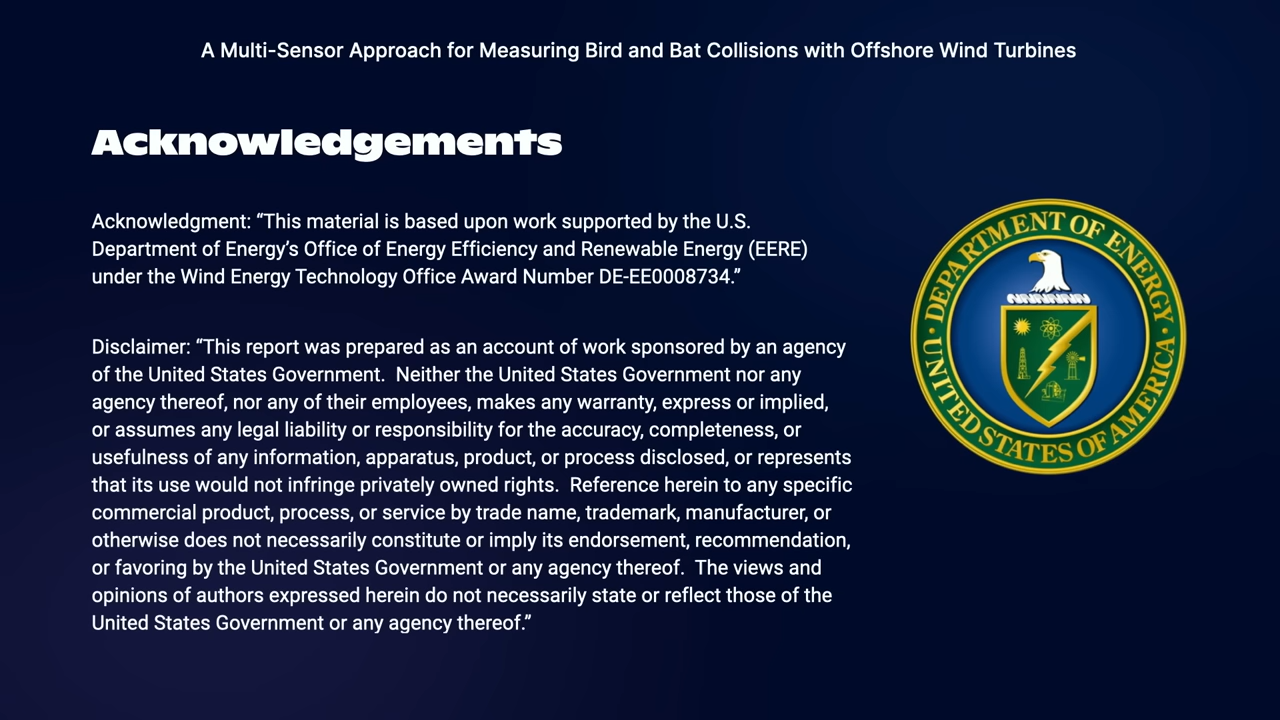 A Multi-Sensor Approach for Measuring Bird and Bat Collisions with Offshore Wind Turbines
Acknowledgements
Acknowledgment: “This material is based upon work supported by the U.S.
Department of Energy’s Office of Energy Efficiency and Renewable Energy (EERE)
under the Wind Energy Technology Office Award Number DE-EE0008734.”
Disclaimer: “This report was prepared as an account of work sponsored by an agency
of the United States Government.  Neither the United States Government nor any
agency thereof, nor any of their employees, makes any warranty, express or implied,
or assumes any legal liability or responsibility for the accuracy, completeness, or
usefulness of any information, apparatus, product, or process disclosed, or represents
that its use would not infringe privately owned rights.  Reference herein to any specific
commercial product, process, or service by trade name, trademark, manufacturer, or
otherwise does not necessarily constitute or imply its endorsement, recommendation,
or favoring by the United States Government or any agency thereof.  The views and
opinions of authors expressed herein do not necessarily state or reflect those of the
United States Government or any agency thereof.”
DEPARTMENT OF ENERGY
UNITED STATES OF AMERICA